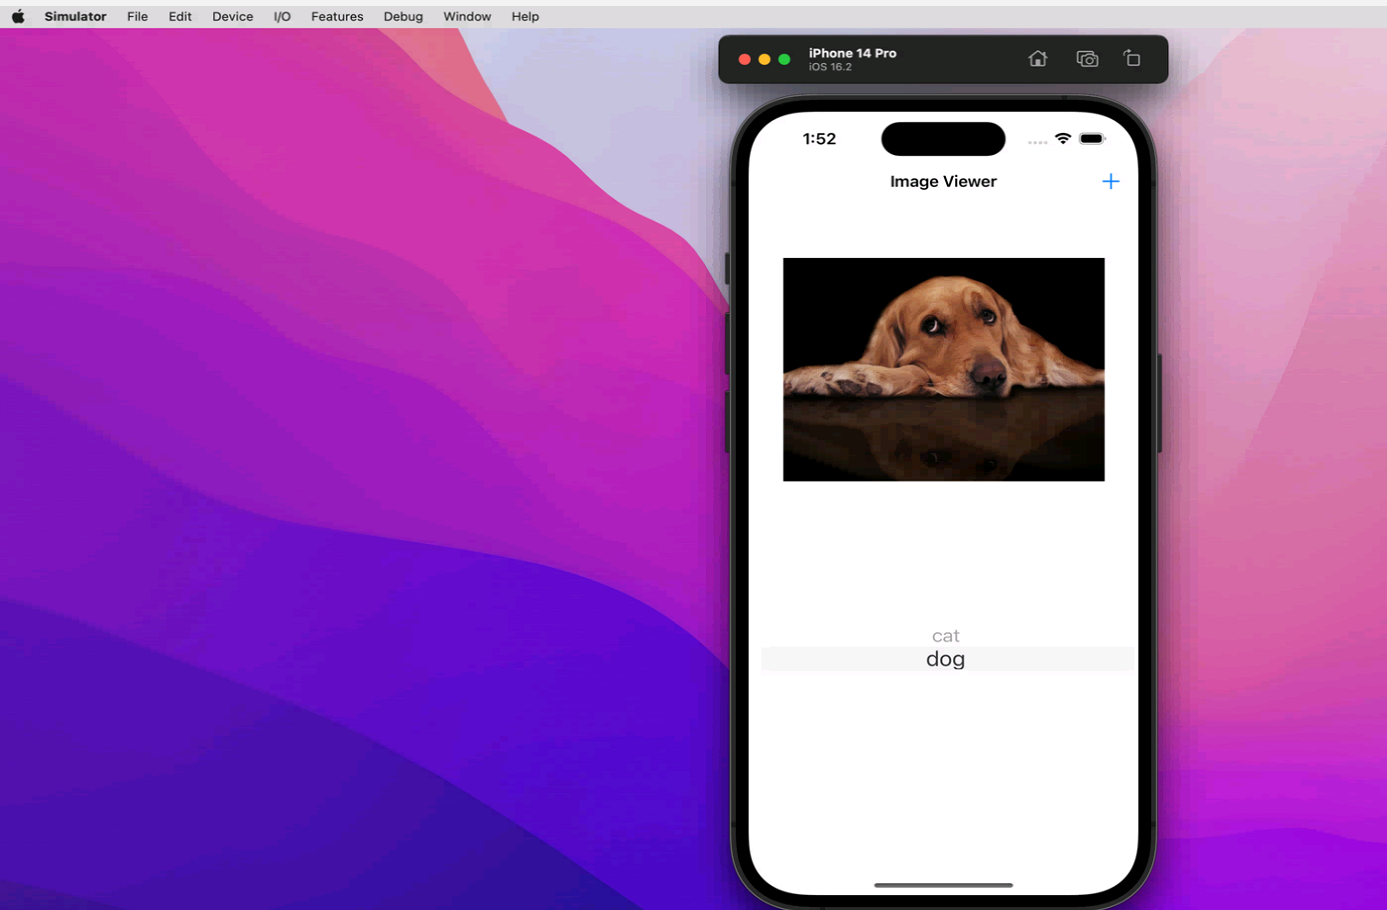 Simulator File Edit Device I/O Features Debug Window Help
iPhone 14 Pro
iOS 16.2
1:52
Image Viewer
cat
dog